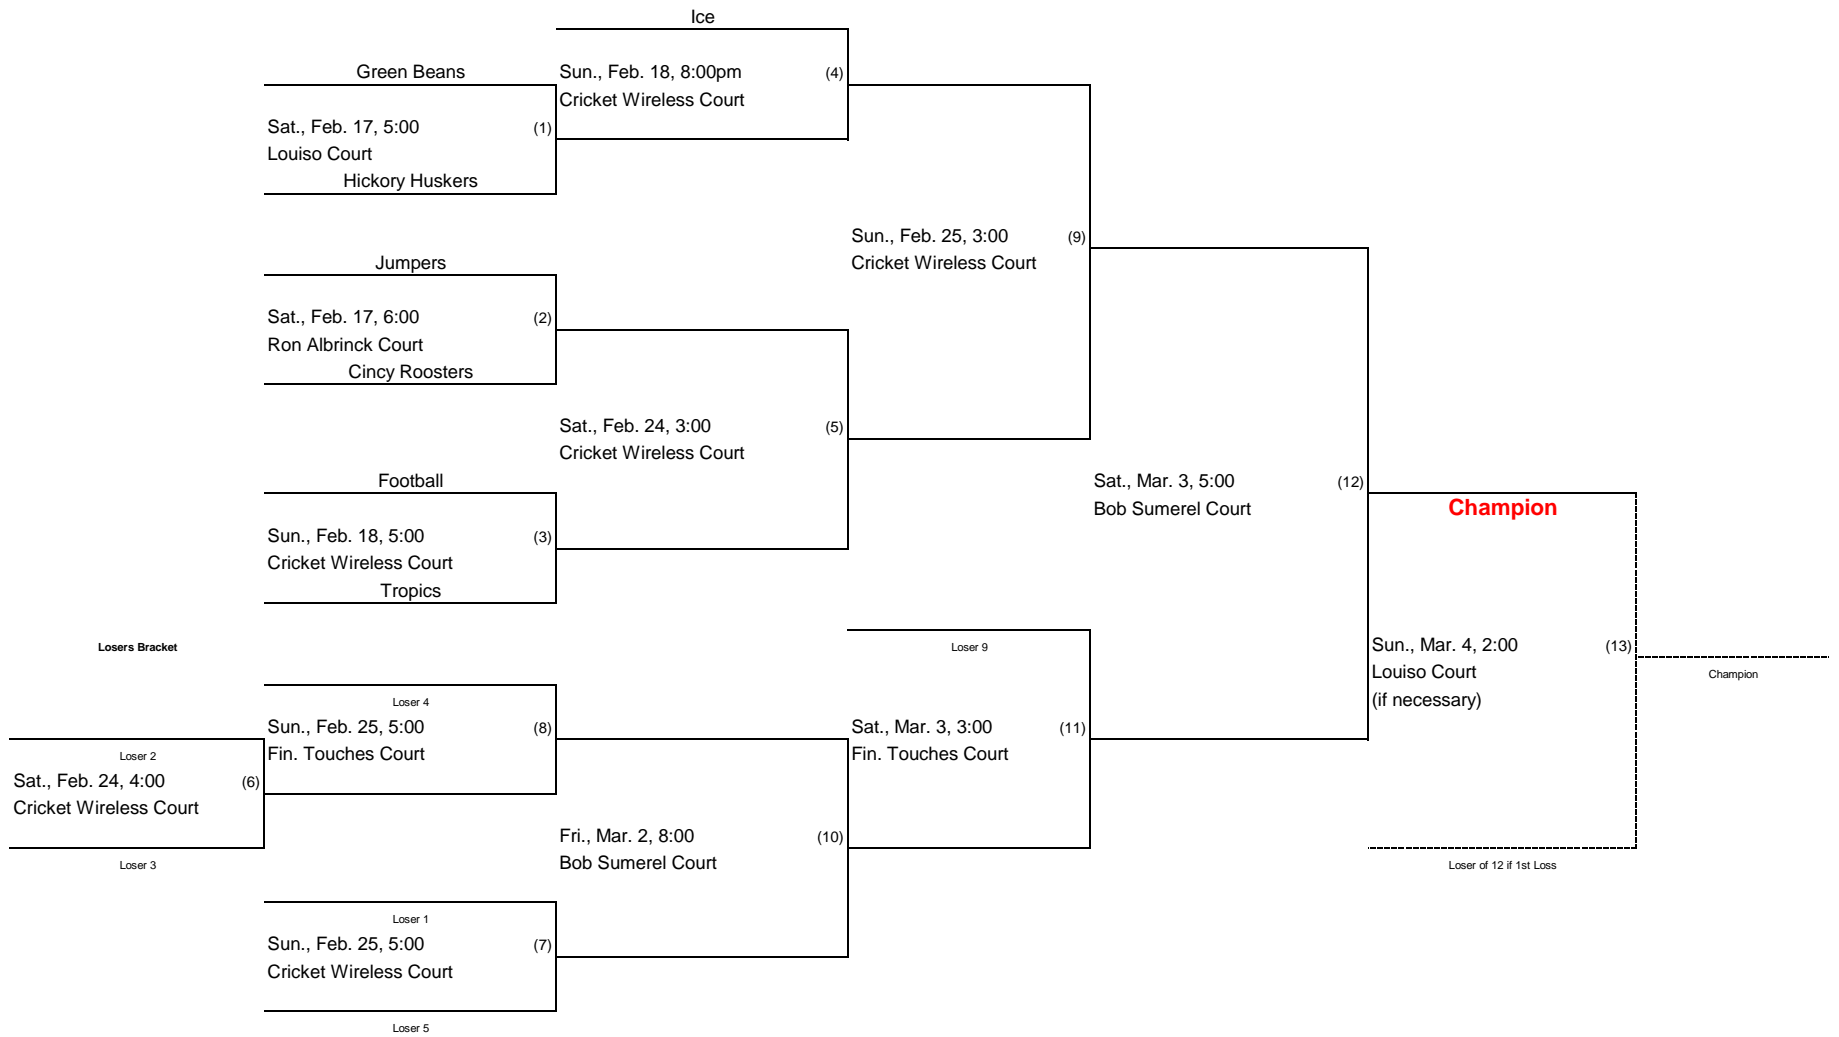 Ice
Green Beans
Sun., Feb. 18, 8:00pm (4)
Cricket Wireless Court
Sat., Feb. 17, 5:00 (1)
Louiso Court
Hickory Huskers
Sun., Feb. 25, 3:00 (9)
Cricket Wireless Court
Jumpers
Sat., Feb. 17, 6:00 (2)
Ron Albrinck Court
Cincy Roosters
Sat., Feb. 24, 3:00 (5)
Cricket Wireless Court
Football
Sat., Mar. 3, 5:00 (12)
Bob Sumerel Court
Champion
Sun., Feb. 18, 5:00 (3)
Cricket Wireless Court
Tropics
Losers Bracket
Loser 9
Sun., Mar. 4, 2:00 (13)
Louiso Court
(if necessary)
Champion
Loser 4
Sun., Feb. 25, 5:00 (8)
Fin. Touches Court
Sat., Mar. 3, 3:00 (11)
Fin. Touches Court
Loser 2
Sat., Feb. 24, 4:00 (6)
Cricket Wireless Court
Loser 3
Fri., Mar. 2, 8:00 (10)
Bob Sumerel Court
Loser of 12 if 1st Loss
Loser 1
Sun., Feb. 25, 5:00 (7)
Cricket Wireless Court
Loser 5